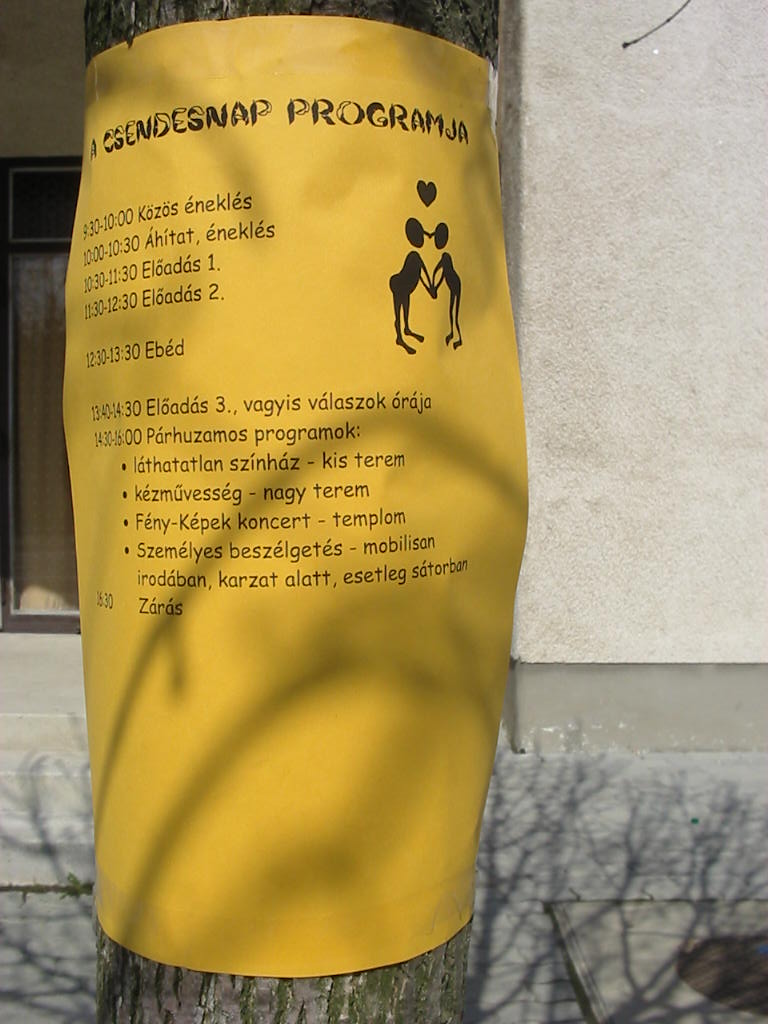 A CSENDESNAP PROGRAMJA
9:30-10:00 Közös éneklés
10:00-10:30 Áhítat, éneklés
10:30-11:30 Előadás 1.
11:30-12:30 Előadás 2.
12:30-13:30 Ebéd
13:40-14:30 Előadás 3., vagyis válaszok órája
14:30-16:00 Párhuzamos programok:
• láthatatlan színház - kis terem
• kézművesség - nagy terem
• Fény-Képek koncert - templom
• Személyes beszélgetés - mobilisan
irodában, karzat alatt, esetleg sátorban
16:30 Zárás